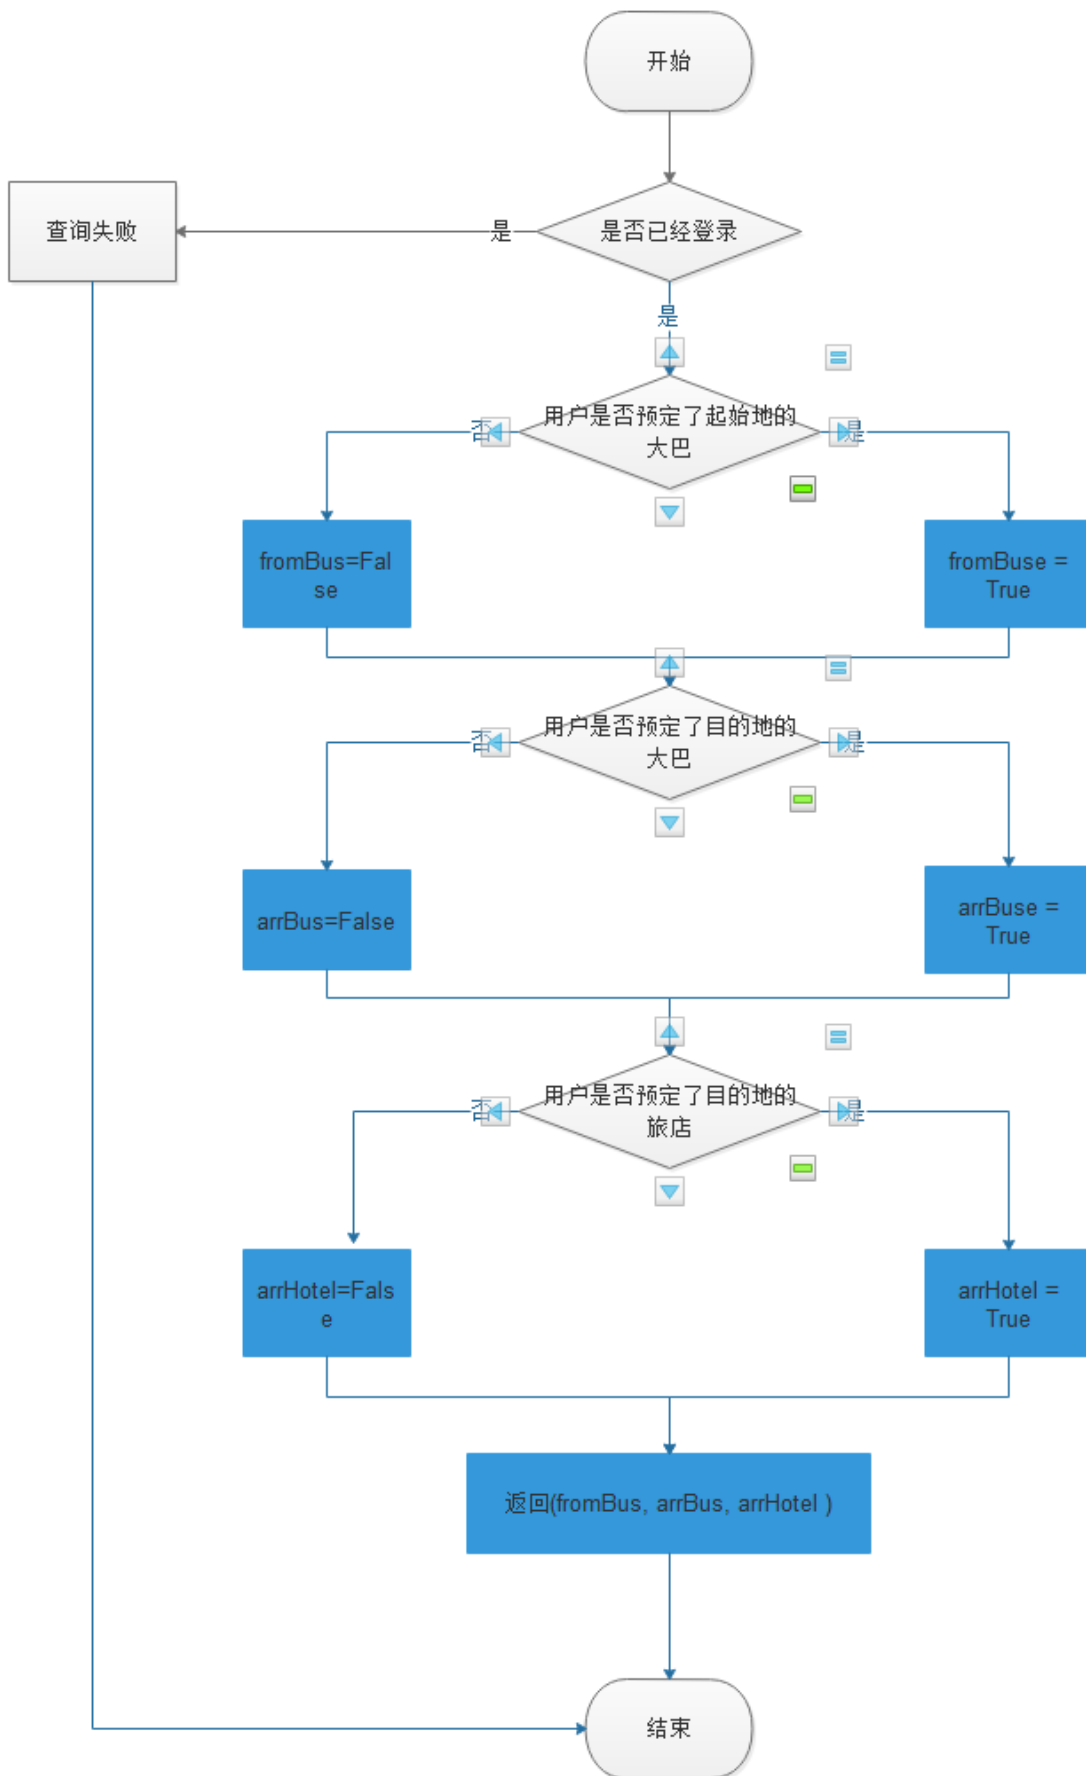 开始
查询失败
是
是否已经登录
是
用户是否预定了起始地的
大巴
否
是
fromBus=Fal
se
fromBuse =
True
用户是否预定了目的地的
大巴
否
是
arrBus=False
arrBuse =
True
用户是否预定了目的地的
旅店
否
是
arrHotel=Fals
e
arrHotel =
True
返回(fromBus, arrBus, arrHotel )
结束